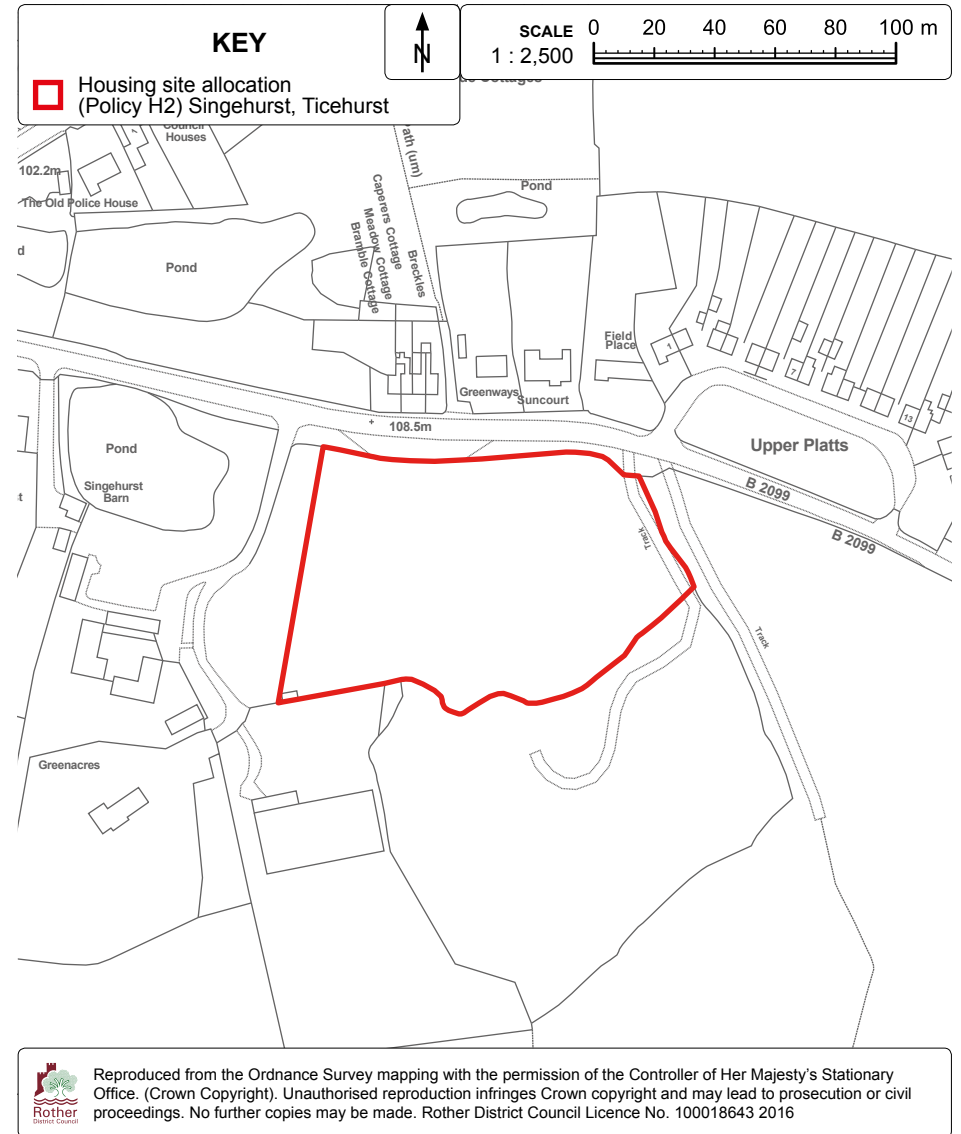 KEY
Housing site allocation
(Policy H2) Singehurst, Ticehurst
N
SCALE
1 : 2,500
0 20 40 60 80 100 m
Cottages
Council
Houses
1
102.2m
The Old Police House
d
Pond
Path (um)
Pond
Caperers Cottage
Meadow Cottage
Bramble Cottage
Breckles
Field
Place
1
7
13
Greenways
Suncourt
108.5m
Upper Platts
B 2099
B 2099
Pond
Singehurst
Barn
t
Track
Track
Greenacres
Rother
District Council
Reproduced from the Ordnance Survey mapping with the permission of the Controller of Her Majesty's Stationary
Office. (Crown Copyright). Unauthorised reproduction infringes Crown copyright and may lead to prosecution or civil
proceedings. No further copies may be made. Rother District Council Licence No. 100018643 2016